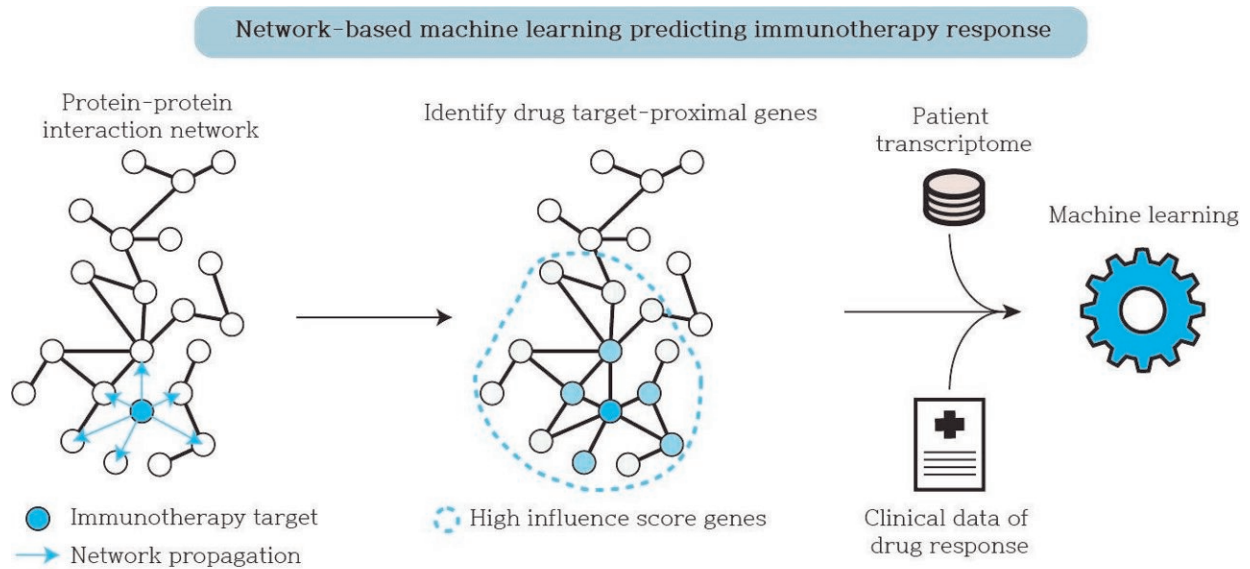 Network-based machine learning predicting immunotherapy response
Protein-protein
interaction network
Identify drug target-proximal genes
Patient
transcriptome
Machine learning
Immunotherapy target
Network propagation
High influence score genes
Clinical data of
drug response